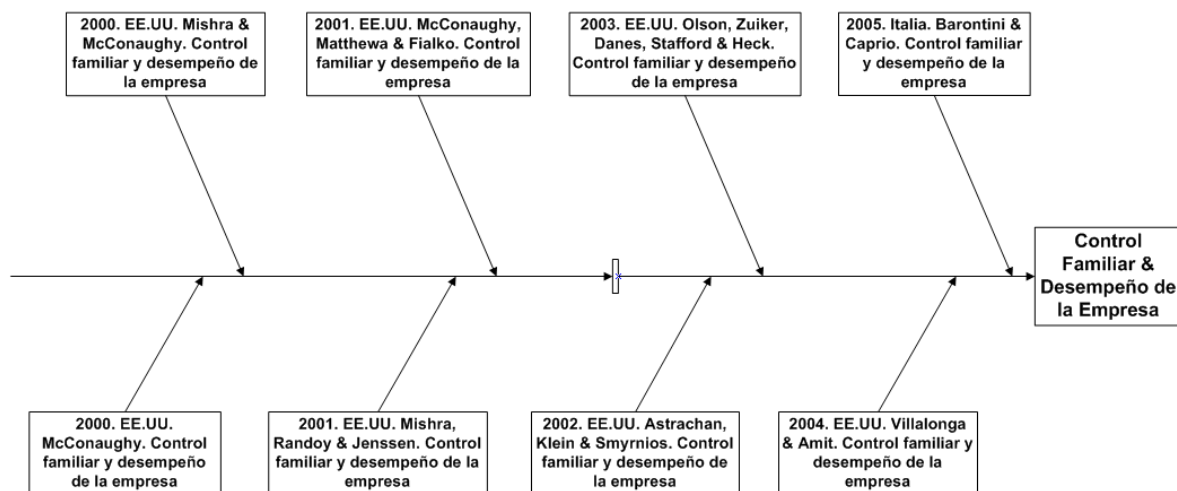 2000. EE.UU. Mishra &
McConaughy. Control
familiar y desempeño de
la empresa
2001. EE.UU. McConaughy,
Matthewa & Fialko. Control
familiar y desempeño de la
empresa
2003. EE.UU. Olson, Zuiker,
Danes, Stafford & Heck.
Control familiar y desempeño
de la empresa
2005. Italia. Barontini &
Caprio. Control familiar
y desempeño de la
empresa
Control
Familiar &
Desempeño de
la Empresa
2000. EE.UU.
McConaughy. Control
familiar y desempeño
de la empresa
2001. EE.UU. Mishra,
Randoy & Jenssen. Control
familiar y desempeño de la
empresa
2002. EE.UU. Astrachan,
Klein & Smyrnios. Control
familiar y desempeño de
la empresa
2004. EE.UU. Villalonga
& Amit. Control familiar y
desempeño de la
empresa